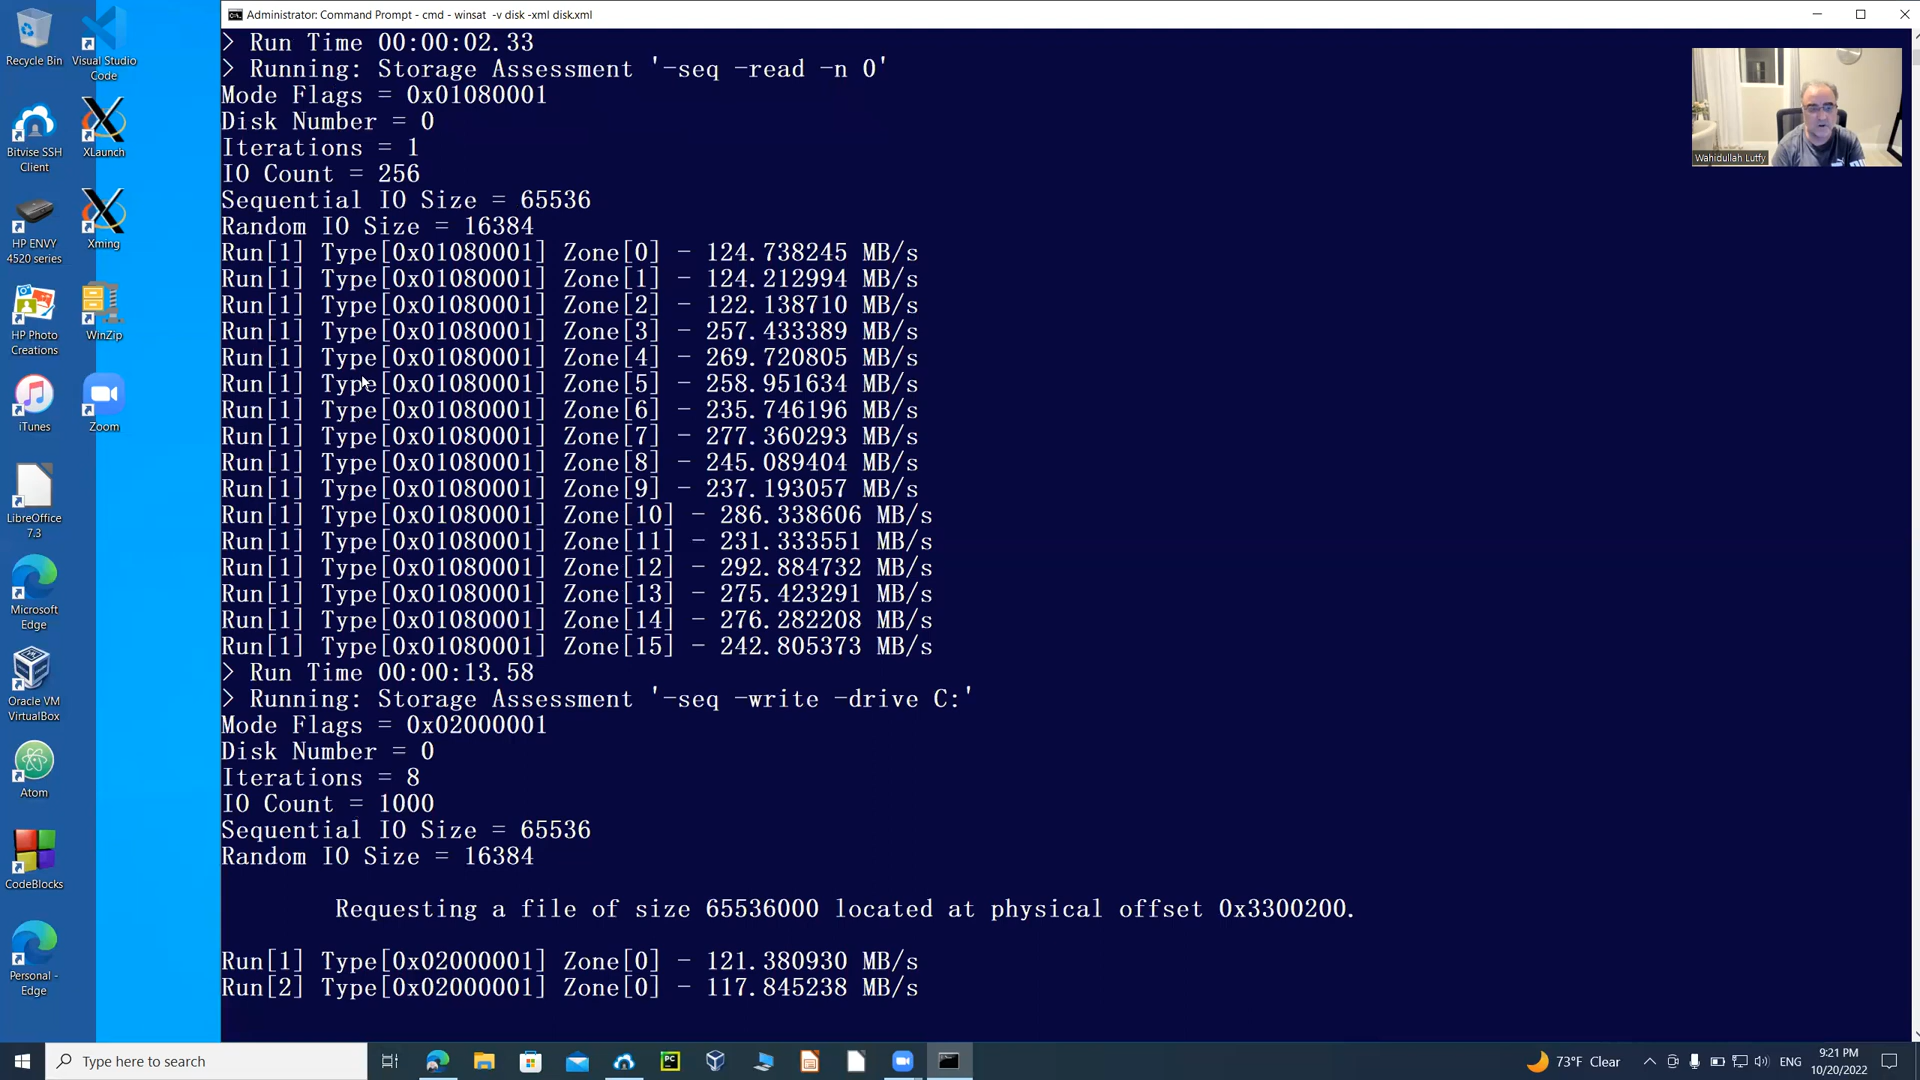 Administrator: Command Prompt - cmd - winsat -v disk -xml disk.xml
> Run Time 00:00:02.33
> Running: Storage Assessment '-seq -read -n 0'
Mode Flags = 0x01080001
Disk Number = 0
Iterations = 1
IO Count = 256
Sequential IO Size = 65536
Random IO Size = 16384
Run[1] Type[0x01080001] Zone[0] - 124.738245 MB/s
Run[1] Type[0x01080001] Zone[1] - 124.212994 MB/s
Run[1] Type[0x01080001] Zone[2] - 122.138710 MB/s
Run[1] Type[0x01080001] Zone[3] - 257.433389 MB/s
Run[1] Type[0x01080001] Zone[4] - 269.720805 MB/s
Run[1] Type[0x01080001] Zone[5] - 258.951634 MB/s
Run[1] Type[0x01080001] Zone[6] - 235.746196 MB/s
Run[1] Type[0x01080001] Zone[7] - 277.360293 MB/s
Run[1] Type[0x01080001] Zone[8] - 245.089404 MB/s
Run[1] Type[0x01080001] Zone[9] - 237.193057 MB/s
Run[1] Type[0x01080001] Zone[10] - 286.338606 MB/s
Run[1] Type[0x01080001] Zone[11] - 231.333551 MB/s
Run[1] Type[0x01080001] Zone[12] - 292.884732 MB/s
Run[1] Type[0x01080001] Zone[13] - 275.423291 MB/s
Run[1] Type[0x01080001] Zone[14] - 276.282208 MB/s
Run[1] Type[0x01080001] Zone[15] - 242.805373 MB/s
> Run Time 00:00:13.58
> Running: Storage Assessment '-seq -write -drive C:'
Mode Flags = 0x02000001
Disk Number = 0
Iterations = 8
IO Count = 1000
Sequential IO Size = 65536
Random IO Size = 16384
Requesting a file of size 65536000 located at physical offset 0x3300200.
Run[1] Type[0x02000001] Zone[0] - 121.380930 MB/s
Run[2] Type[0x02000001] Zone[0] - 117.845238 MB/s
Wahidullah Lutfy
Recycle Bin
Visual Studio
Code
Bitvise SSH
Client
XLaunch
HP ENVY
4520 series
Xming
HP Photo
Creations
WinZip
iTunes
Zoom
LibreOffice
7.3
Microsoft
Edge
Oracle VM
VirtualBox
Atom
CodeBlocks
Personal -
Edge
Type here to search
PC
73°F Clear
ENG
9:21 PM
10/20/2022